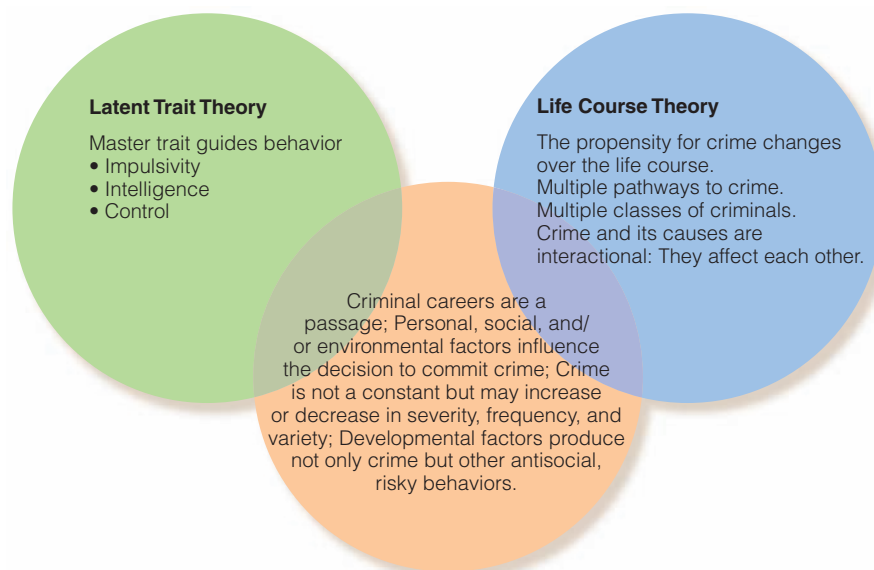 Latent Trait Theory
Master trait guides behavior
• Impulsivity
• Intelligence
• Control
Life Course Theory
The propensity for crime changes
over the life course.
Multiple pathways to crime.
Multiple classes of criminals.
Crime and its causes are
interactional: They affect each other.
Criminal careers are a
passage; Personal, social, and/
or environmental factors influence
the decision to commit crime; Crime
is not a constant but may increase
or decrease in severity, frequency, and
variety; Developmental factors produce
not only crime but other antisocial,
risky behaviors.